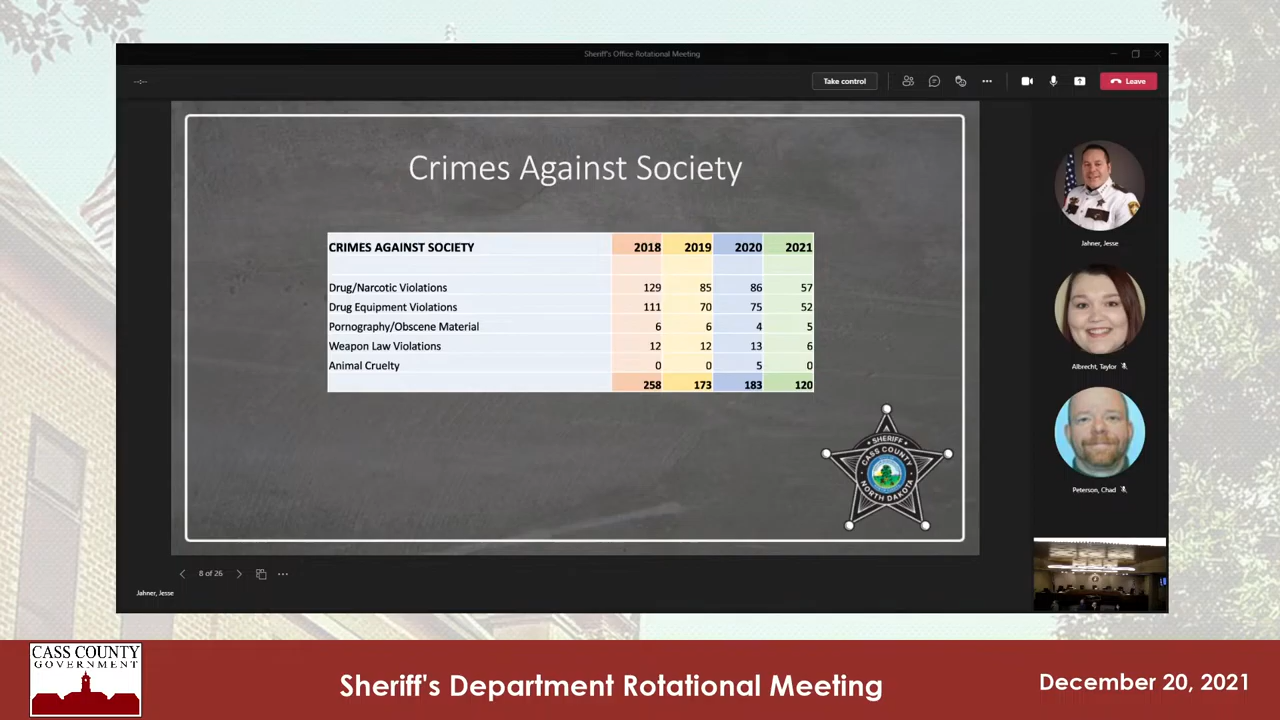 Sheriff's Office Rotational Meeting
--:--
Take control
Leave
Crimes Against Society
CRIMES AGAINST SOCIETY 2018 2019 2020 2021
Drug/Narcotic Violations 129 85 86 57
Drug Equipment Violations 111 70 75 52
Pornography/Obscene Material 6 6 4 5
Weapon Law Violations 12 12 13 6
Animal Cruelty 0 0 5 0
258 173 183 120
SHERIFF
CASS COUNTY
NORTH DAKOTA
Jahner, Jesse
Albrecht, Taylor
Peterson, Chad
8 of 26
Jahner, Jesse
CASS COUNTY
GOVERNMENT
Sheriff's Department Rotational Meeting
December 20, 2021